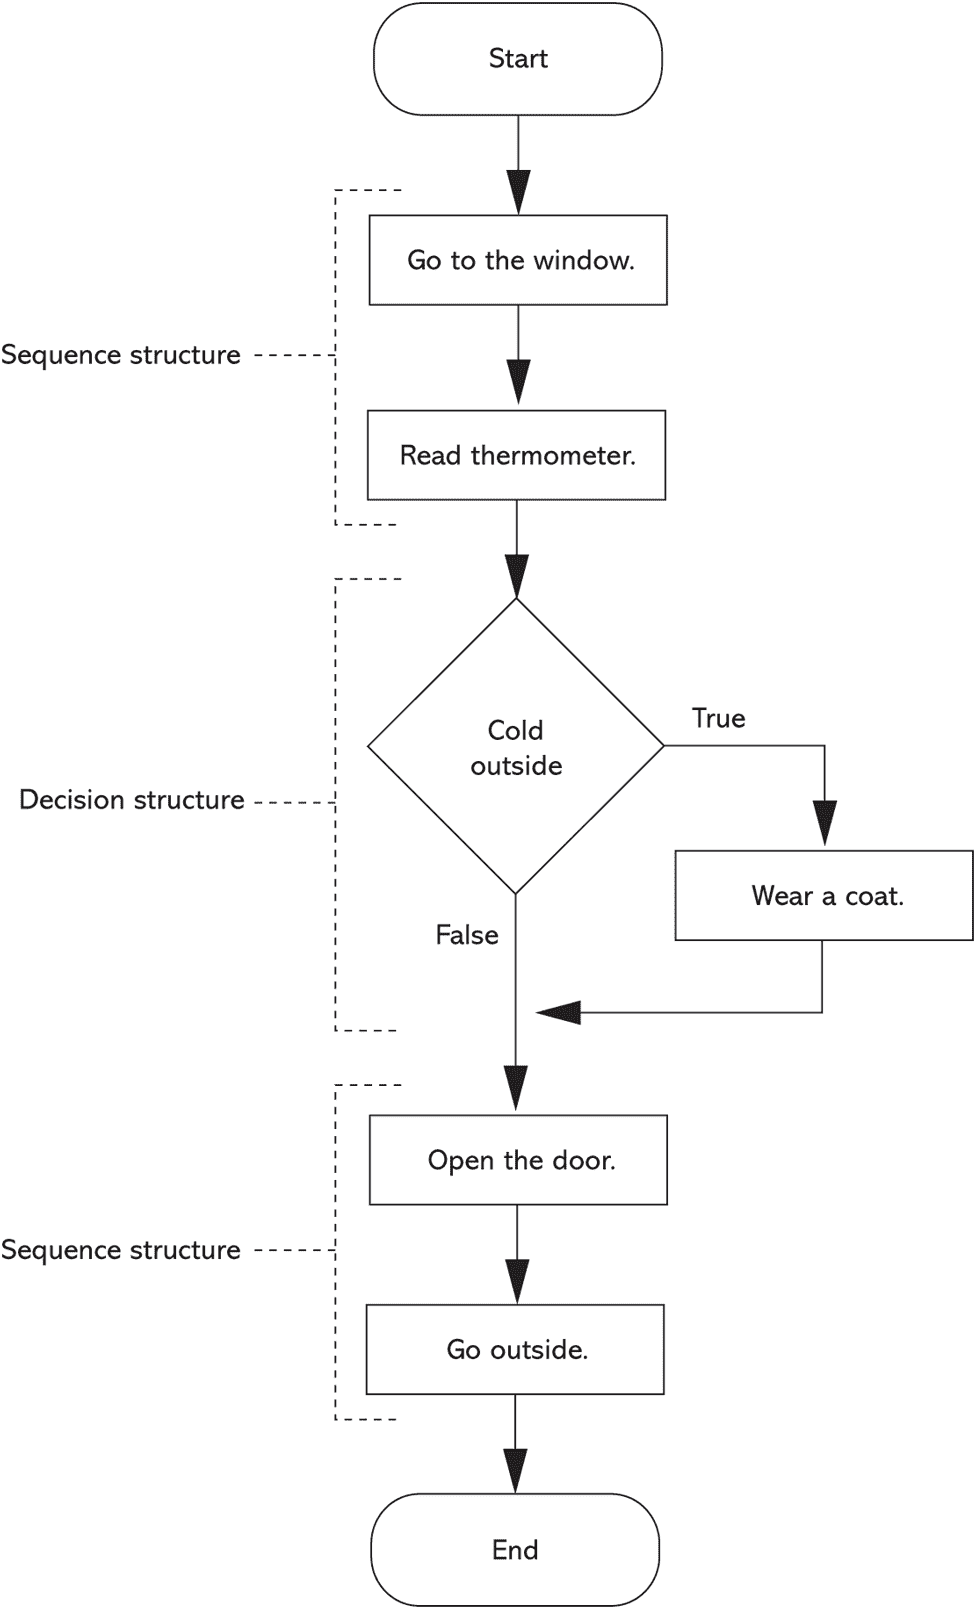 Start
Go to the window.
Sequence structure
Read thermometer.
Cold
outside
True
Decision structure
Wear a coat.
False
Open the door.
Sequence structure
Go outside.
End